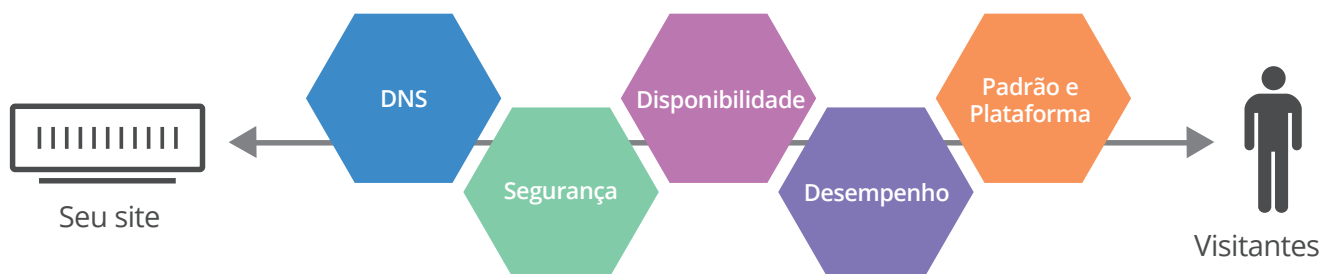 Seu site
DNS
Segurança
Disponibilidade
Desempenho
Padrão e
Plataforma
Visitantes